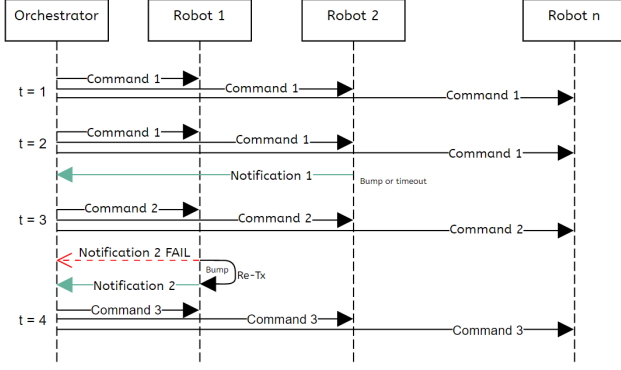 Orchestrator
Robot 1
Robot 2
Robot n
t = 1
Command 1
Command 1
Command 1
t = 2
Command 1
Command 1
Command 1
Notification 1
Bump or timeout
t = 3
Command 2
Command 2
Command 2
Notification 2 FAIL
Bump
Re-Tx
Notification 2
t = 4
Command 3
Command 3
Command 3